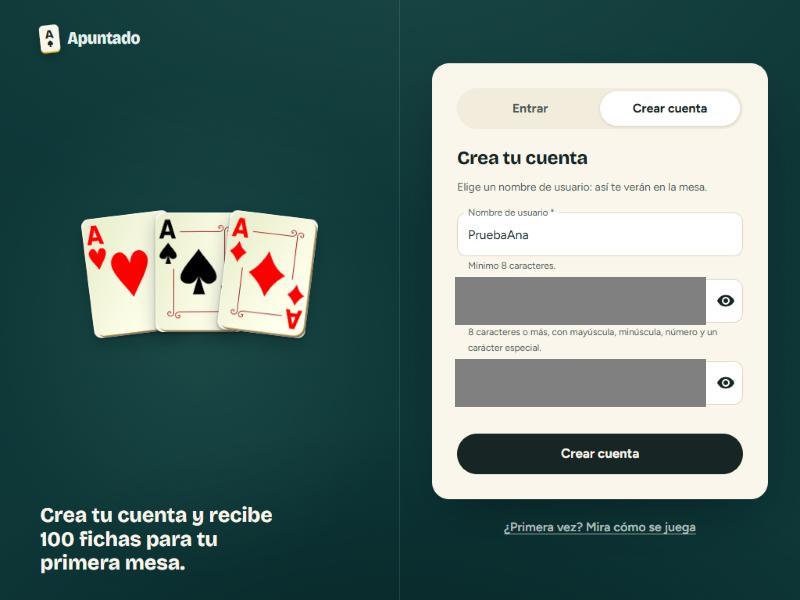 Apuntado
A
A
A
A
A
Crea tu cuenta y recibe
100 fichas para tu
primera mesa.
Entrar
Crear cuenta
Crea tu cuenta
Elige un nombre de usuario: así te verán en la mesa.
Nombre de usuario *
PruebaAna
Mínimo 8 caracteres.
8 caracteres o más, con mayúscula, minúscula, número y un
carácter especial.
Crear cuenta
¿Primera vez? Mira cómo se juega